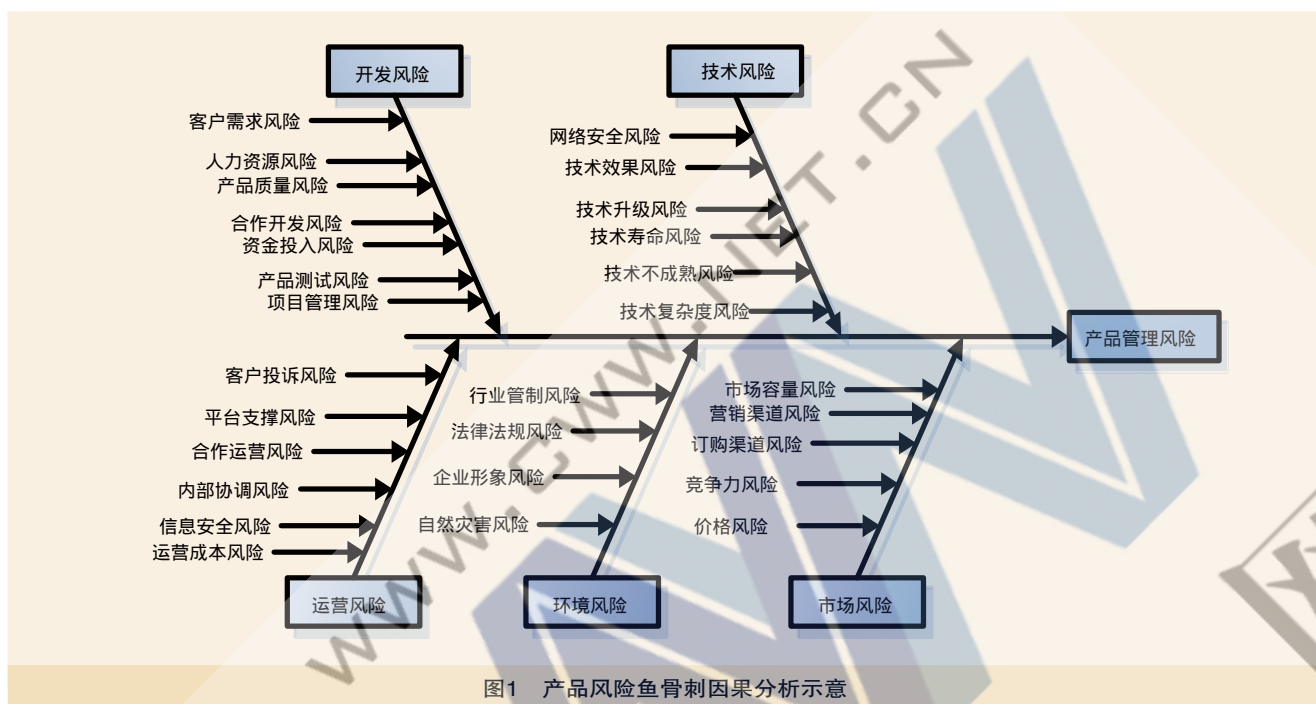 开发风险
技术风险
客户需求风险
人力资源风险
产品质量风险
合作开发风险
资金投入风险
产品测试风险
项目管理风险
网络安全风险
技术效果风险
技术升级风险
技术寿命风险
技术不成熟风险
技术复杂度风险
产品管理风险
客户投诉风险
平台支撑风险
合作运营风险
内部协调风险
信息安全风险
运营成本风险
行业管制风险
法律法规风险
企业形象风险
自然灾害风险
市场容量风险
营销渠道风险
订购渠道风险
竞争力风险
价格风险
运营风险
环境风险
市场风险
图1 产品风险鱼骨刺因果分析示意
WWW.CWW.NET.CN